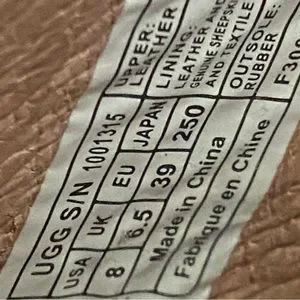 UGG S/N 1001315
USA UK EU JAPAN
8 6.5 39 250
Made in China
Fabriqué en Chine
UPPER:
LEATHER
LINING:
LEATHER AND
GENUINE SHEEPSKIN
AND TEXTILE
OUTSOLE:
RUBBER